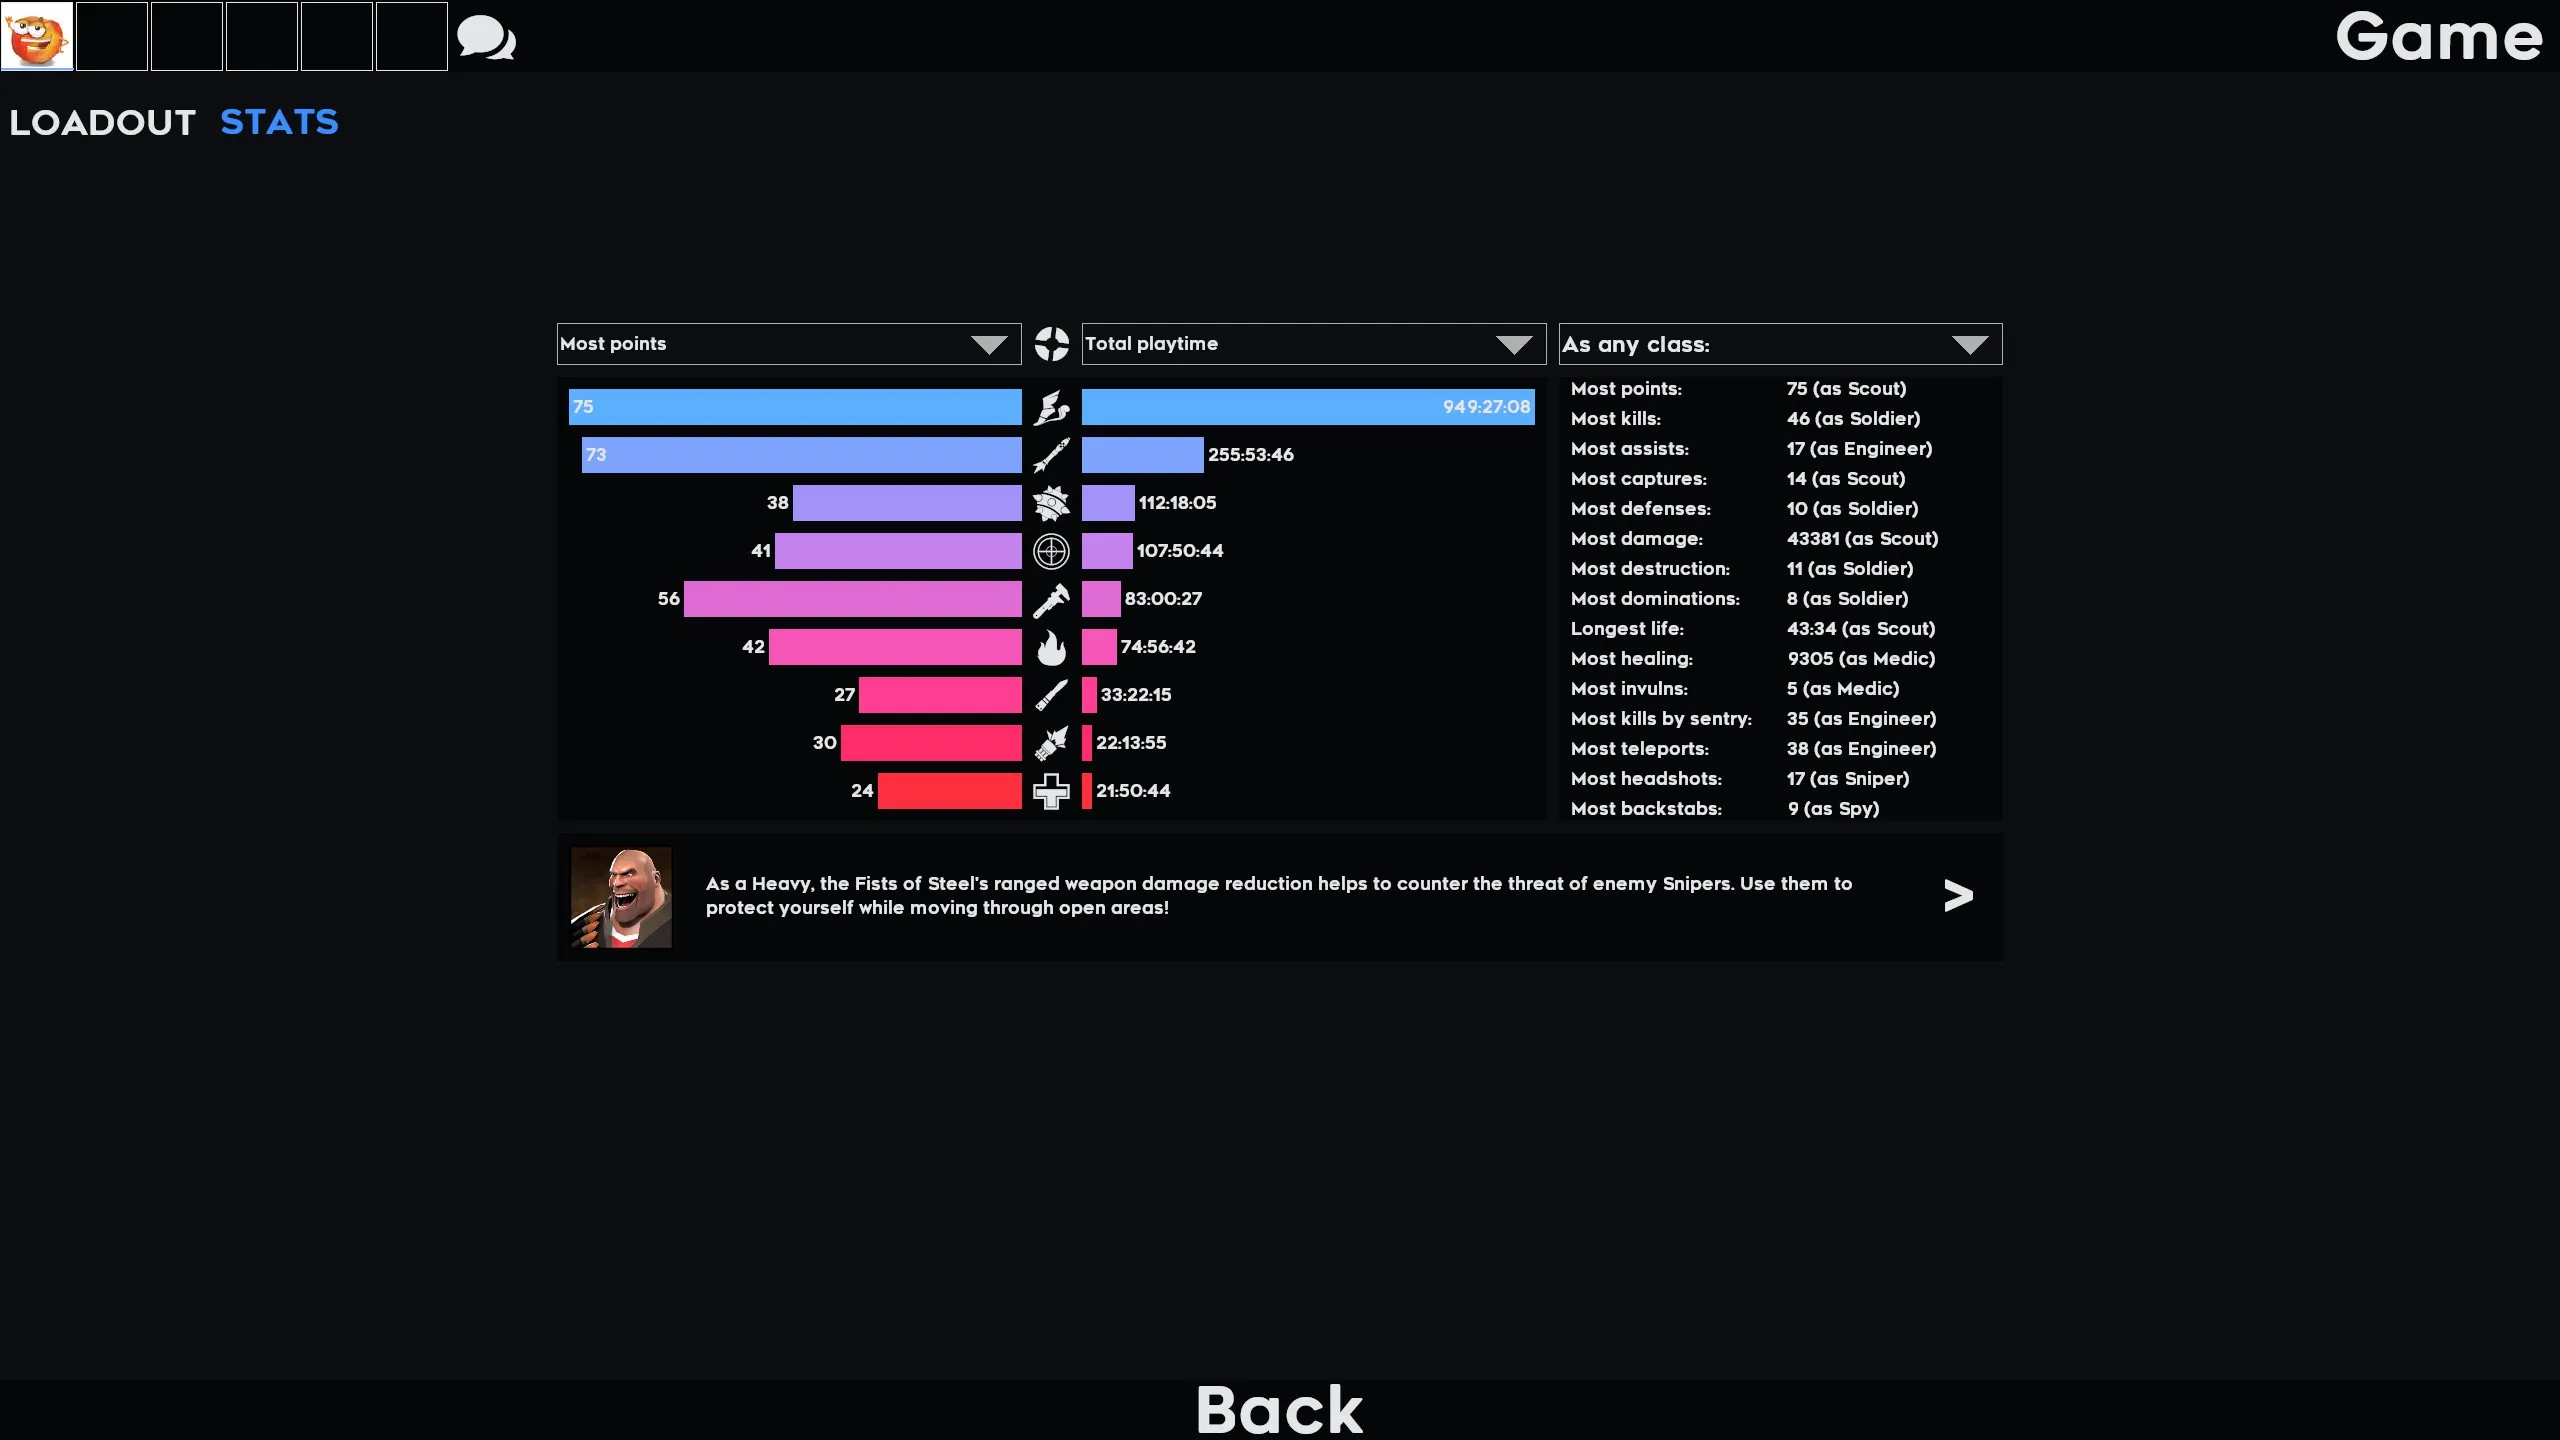 Game
LOADOUT STATS
Most points
Total playtime
As any class:
75 949:27:08
73 255:53:46
38 112:18:05
41 107:50:44
56 83:00:27
42 74:56:42
27 33:22:15
30 22:13:55
24 21:50:44
Most points: 75 (as Scout)
Most kills: 46 (as Soldier)
Most assists: 17 (as Engineer)
Most captures: 14 (as Scout)
Most defenses: 10 (as Soldier)
Most damage: 43381 (as Scout)
Most destruction: 11 (as Soldier)
Most dominations: 8 (as Soldier)
Longest life: 43:34 (as Scout)
Most healing: 9305 (as Medic)
Most invulns: 5 (as Medic)
Most kills by sentry: 35 (as Engineer)
Most teleports: 38 (as Engineer)
Most headshots: 17 (as Sniper)
Most backstabs: 9 (as Spy)
As a Heavy, the Fists of Steel's ranged weapon damage reduction helps to counter the threat of enemy Snipers. Use them to
protect yourself while moving through open areas!
>
Back